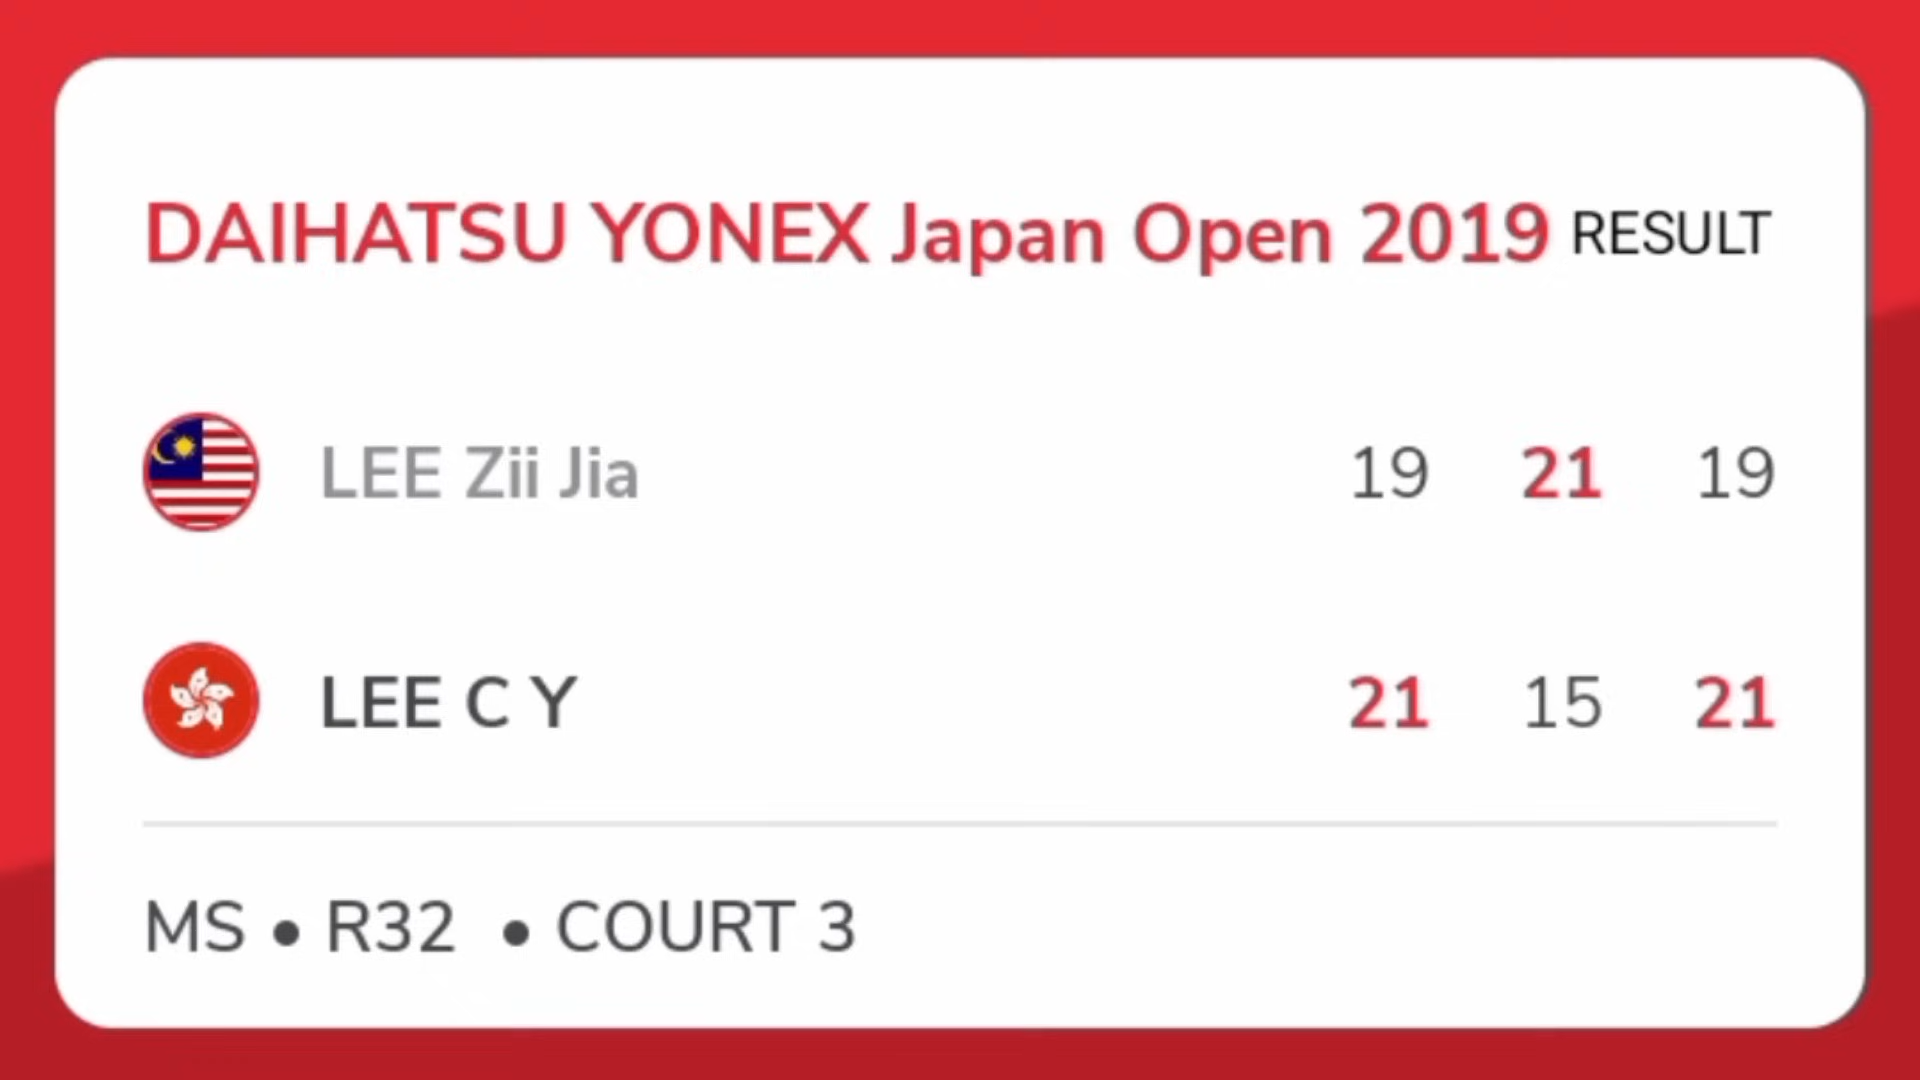 DAIHATSU YONEX Japan Open 2019 RESULT
LEE Zii Jia 19 21 19
LEE C Y 21 15 21
MS • R32 • COURT 3